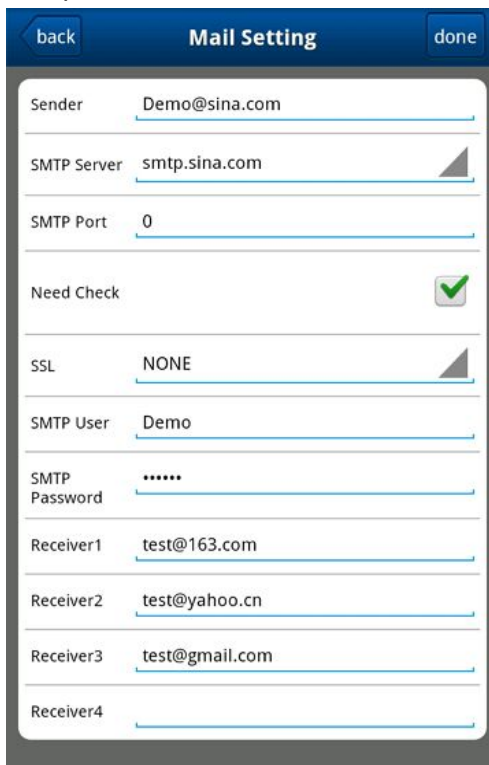 back Mail Setting done
Sender Demo@sina.com
SMTP Server smtp.sina.com
SMTP Port 0
Need Check
SSL NONE
SMTP User Demo
SMTP Password ••••••
Receiver1 test@163.com
Receiver2 test@yahoo.cn
Receiver3 test@gmail.com
Receiver4